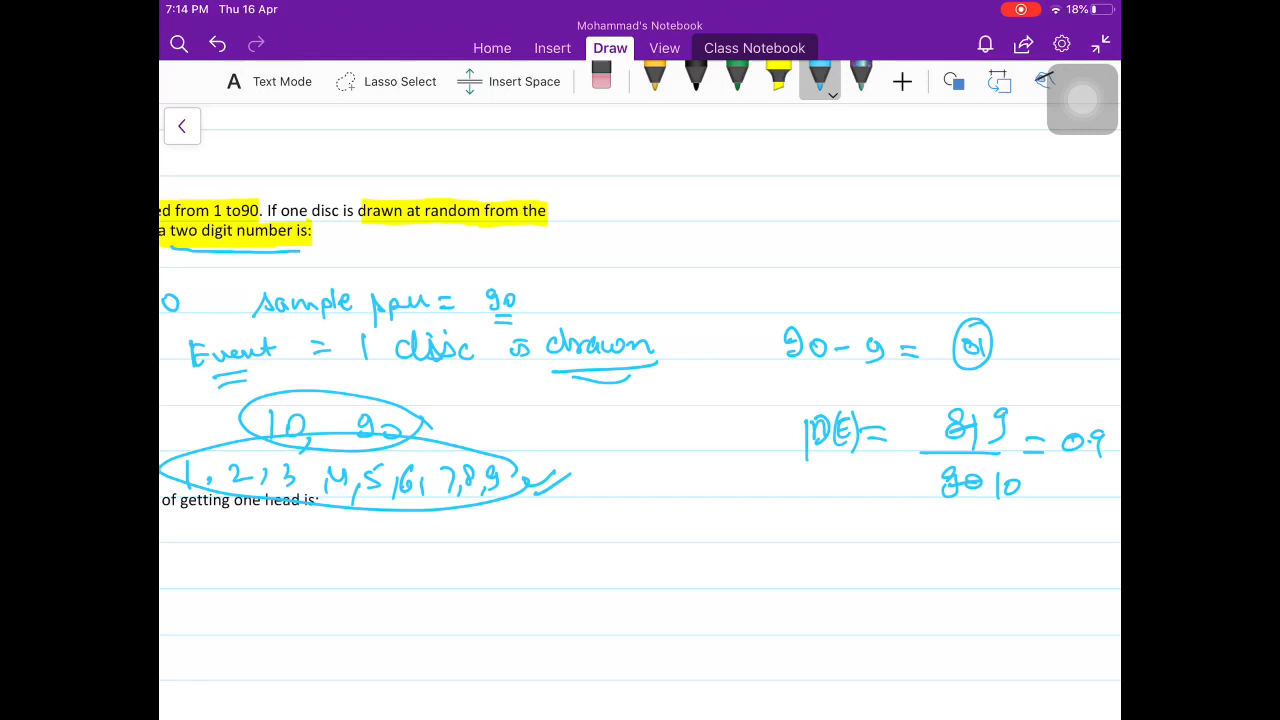 7:14 PM Thu 16 Apr
18%
Mohammad's Notebook
Home Insert Draw View Class Notebook
A Text Mode Lasso Select Insert Space
ed from 1 to90. If one disc is drawn at random from the
a two digit number is:
0 sample = 90
Event = 1 disc is drawn
90 - 9 = 81
10, 90
P(E) = 81 9 = 0.9
90 10
1, 2, 3, 4, 5, 6, 7, 8, 9
of getting one head is: